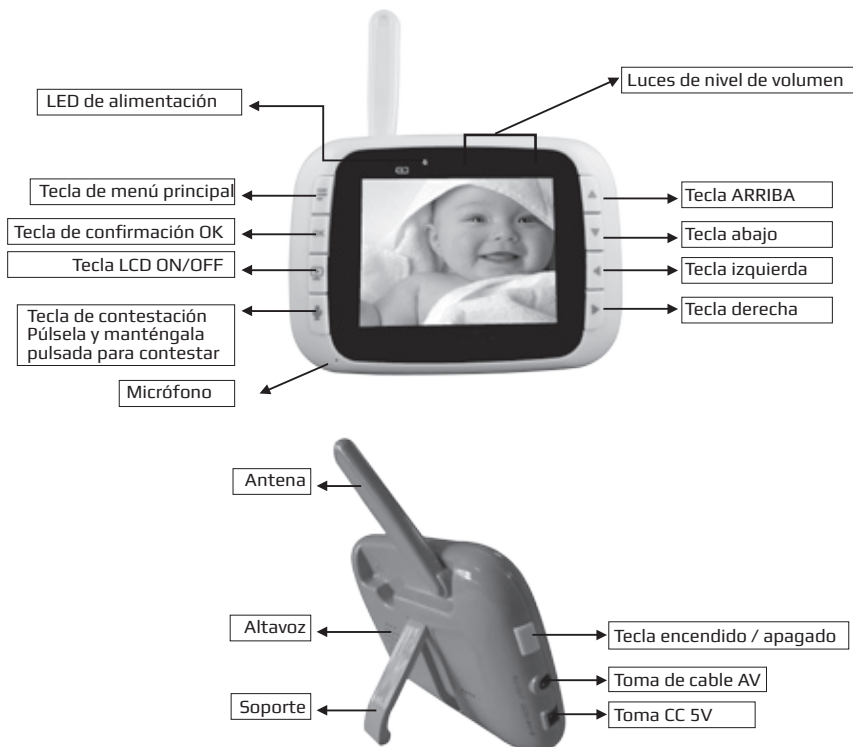 Luces de nivel de volumen
LED de alimentación
Tecla de menú principal
Tecla ARRIBA
Tecla de confirmación OK
Tecla abajo
Tecla LCD ON/OFF
Tecla izquierda
Tecla de contestación
Púlsela y manténgala
pulsada para contestar
Tecla derecha
Micrófono
Antena
Altavoz
Tecla encendido / apagado
Toma de cable AV
Soporte
Toma CC 5V